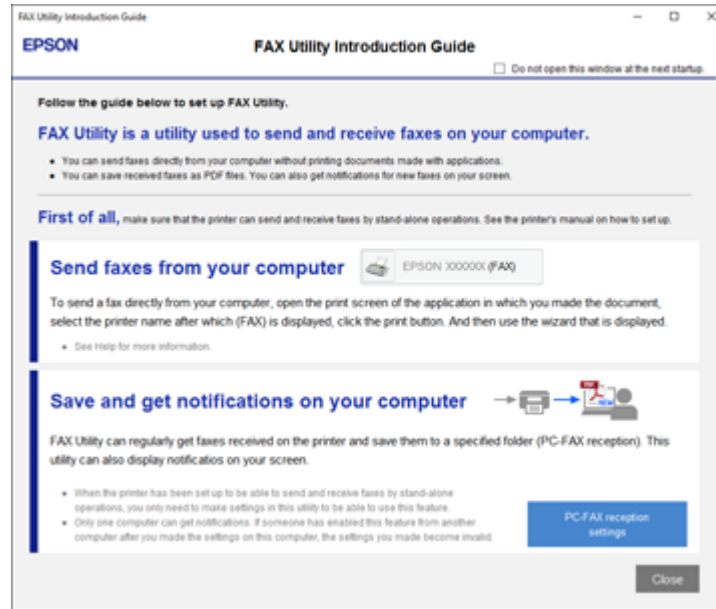 FAX Utility Introduction Guide
EPSON
FAX Utility Introduction Guide
Do not open this window at the next startup.
Follow the guide below to set up FAX Utility.
FAX Utility is a utility used to send and receive faxes on your computer.
• You can send faxes directly from your computer without printing documents made with applications.
• You can save received faxes as PDF files. You can also get notifications for new faxes on your screen.
First of all, make sure that the printer can send and receive faxes by stand-alone operations. See the printer's manual on how to set up.
Send faxes from your computer
EPSON XXXXXX (FAX)
To send a fax directly from your computer, open the print screen of the application in which you made the document,
select the printer name after which (FAX) is displayed, click the print button. And then use the wizard that is displayed.
• See Help for more information.
Save and get notifications on your computer
PDF
NEW
FAX Utility can regularly get faxes received on the printer and save them to a specified folder (PC-FAX reception). This
utility can also display notificatios on your screen.
• When the printer has been set up to be able to send and receive faxes by stand-alone
operations, you only need to make settings in this utility to be able to use this feature.
• Only one computer can get notifications. If someone has enabled this feature from another
computer after you made the settings on this computer, the settings you made become invalid.
PC-FAX reception
settings
Close